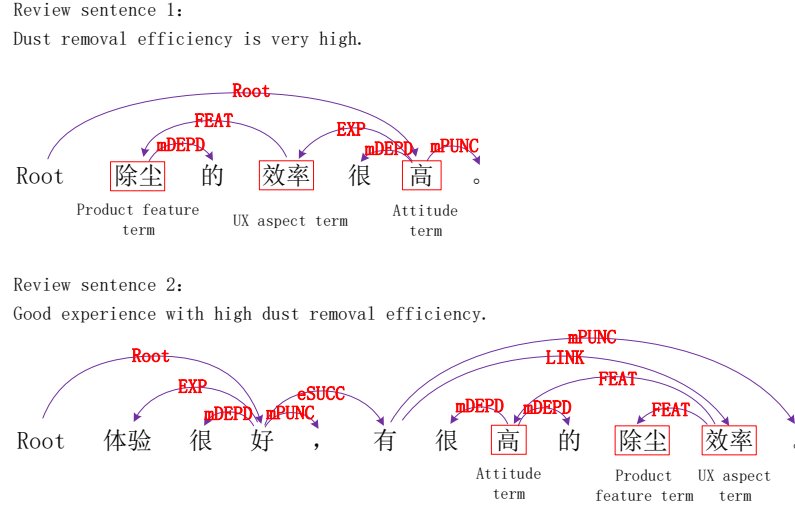 Review sentence 1:
Dust removal efficiency is very high.
Root
FEAT
EXP
mDEPD
mDEPD
mPUNC
Root 除尘 的 效率 很 高 。
Product feature term
UX aspect term
Attitude term
Review sentence 2:
Good experience with high dust removal efficiency.
mPUNC
Root
LINK
EXP
eSUCC
FEAT
mDEPD
mPUNC
mDEPD
mDEPD
FEAT
Root 体验 很 好 , 有 很 高 的 除尘 效率 。
Attitude term
Product feature term
UX aspect term